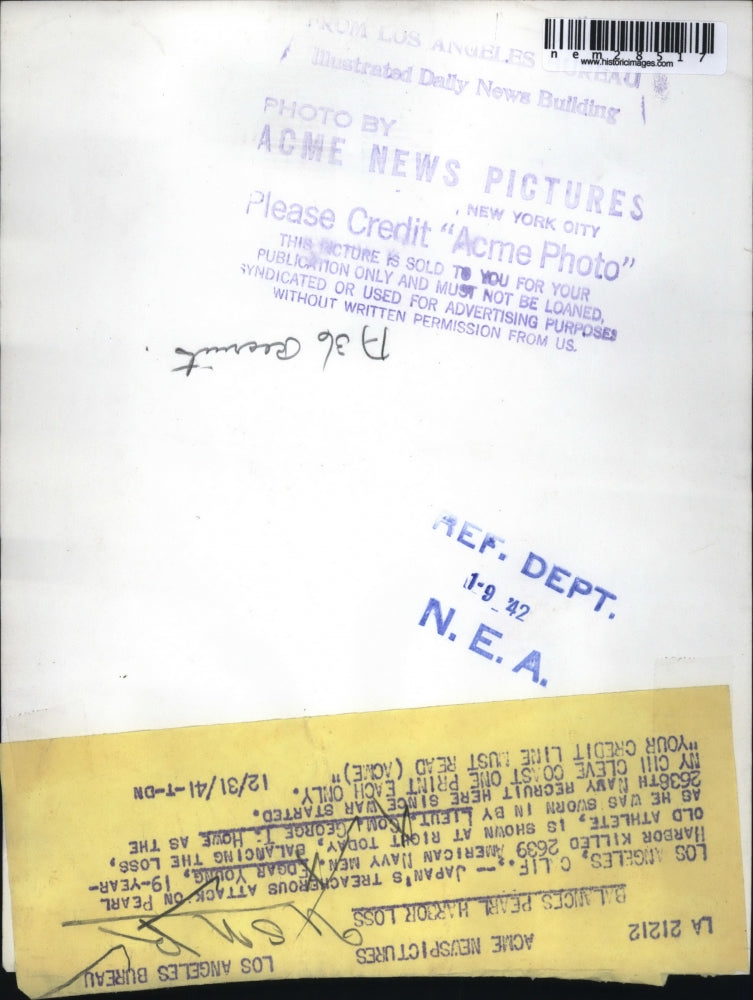 FROM LOS ANGELES BUREAU
Illustrated Daily News Building
nem28517
www.historicimages.com
PHOTO BY
ACME NEWS PICTURES
NEW YORK CITY
Please Credit "Acme Photo"
THIS PICTURE IS SOLD TO YOU FOR YOUR
PUBLICATION ONLY AND MUST NOT BE LOANED,
SYNDICATED OR USED FOR ADVERTISING PURPOSES
WITHOUT WRITTEN PERMISSION FROM US.
36 Recruit.
REF. DEPT.
1-9 '42
N. E. A.
LA 21212 ACME NEWSPICTURES LOS ANGELES BUREAU
BALANCES PEARL HARBOR LOSS
LOS ANGELES, CALIF., -- JAPAN'S TREACHEROUS ATTACK ON PEARL
HARBOR KILLED 2639 AMERICAN NAVY MEN. EDGAR YOUNG, 19-YEAR-
OLD ATHLETE, IS SHOWN AT RIGHT TODAY, BALANCING THE LOSS,
AS HE WAS SWORN IN BY LIEUT. COM. GEORGE I. HOWE AS THE
2636TH NAVY RECRUIT HERE SINCE WAR STARTED.
NY CHI CLEVE COAST ONE PRINT EACH ONLY. 12/31/41-T-DN
"YOUR CREDIT LINE MUST READ (ACME)"